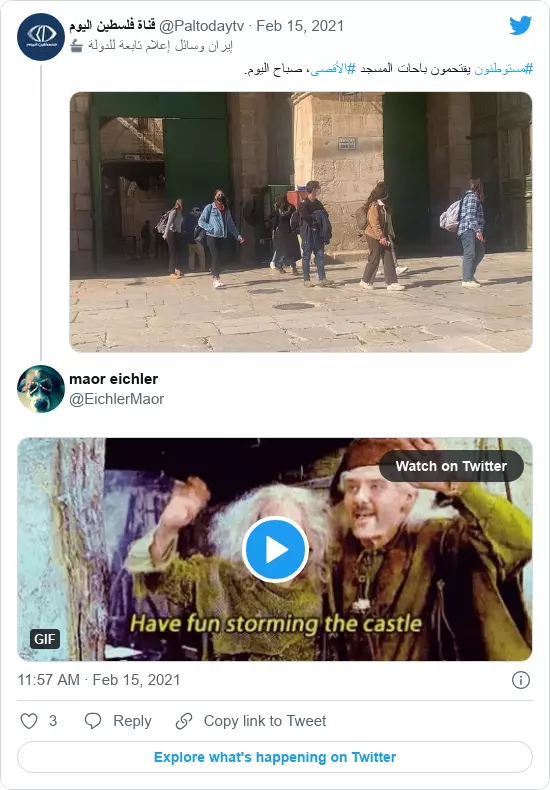 قناة فلسطين اليوم @Paltodaytv · Feb 15, 2021
إيران وسائل إعلام تابعة للدولة
#مستوطنون يقتحمون باحات المسجد #الأقصى، صباح اليوم.
maor eichler
@EichlerMaor
Watch on Twitter
Have fun storming the castle
GIF
11:57 AM · Feb 15, 2021
3 Reply Copy link to Tweet
Explore what's happening on Twitter